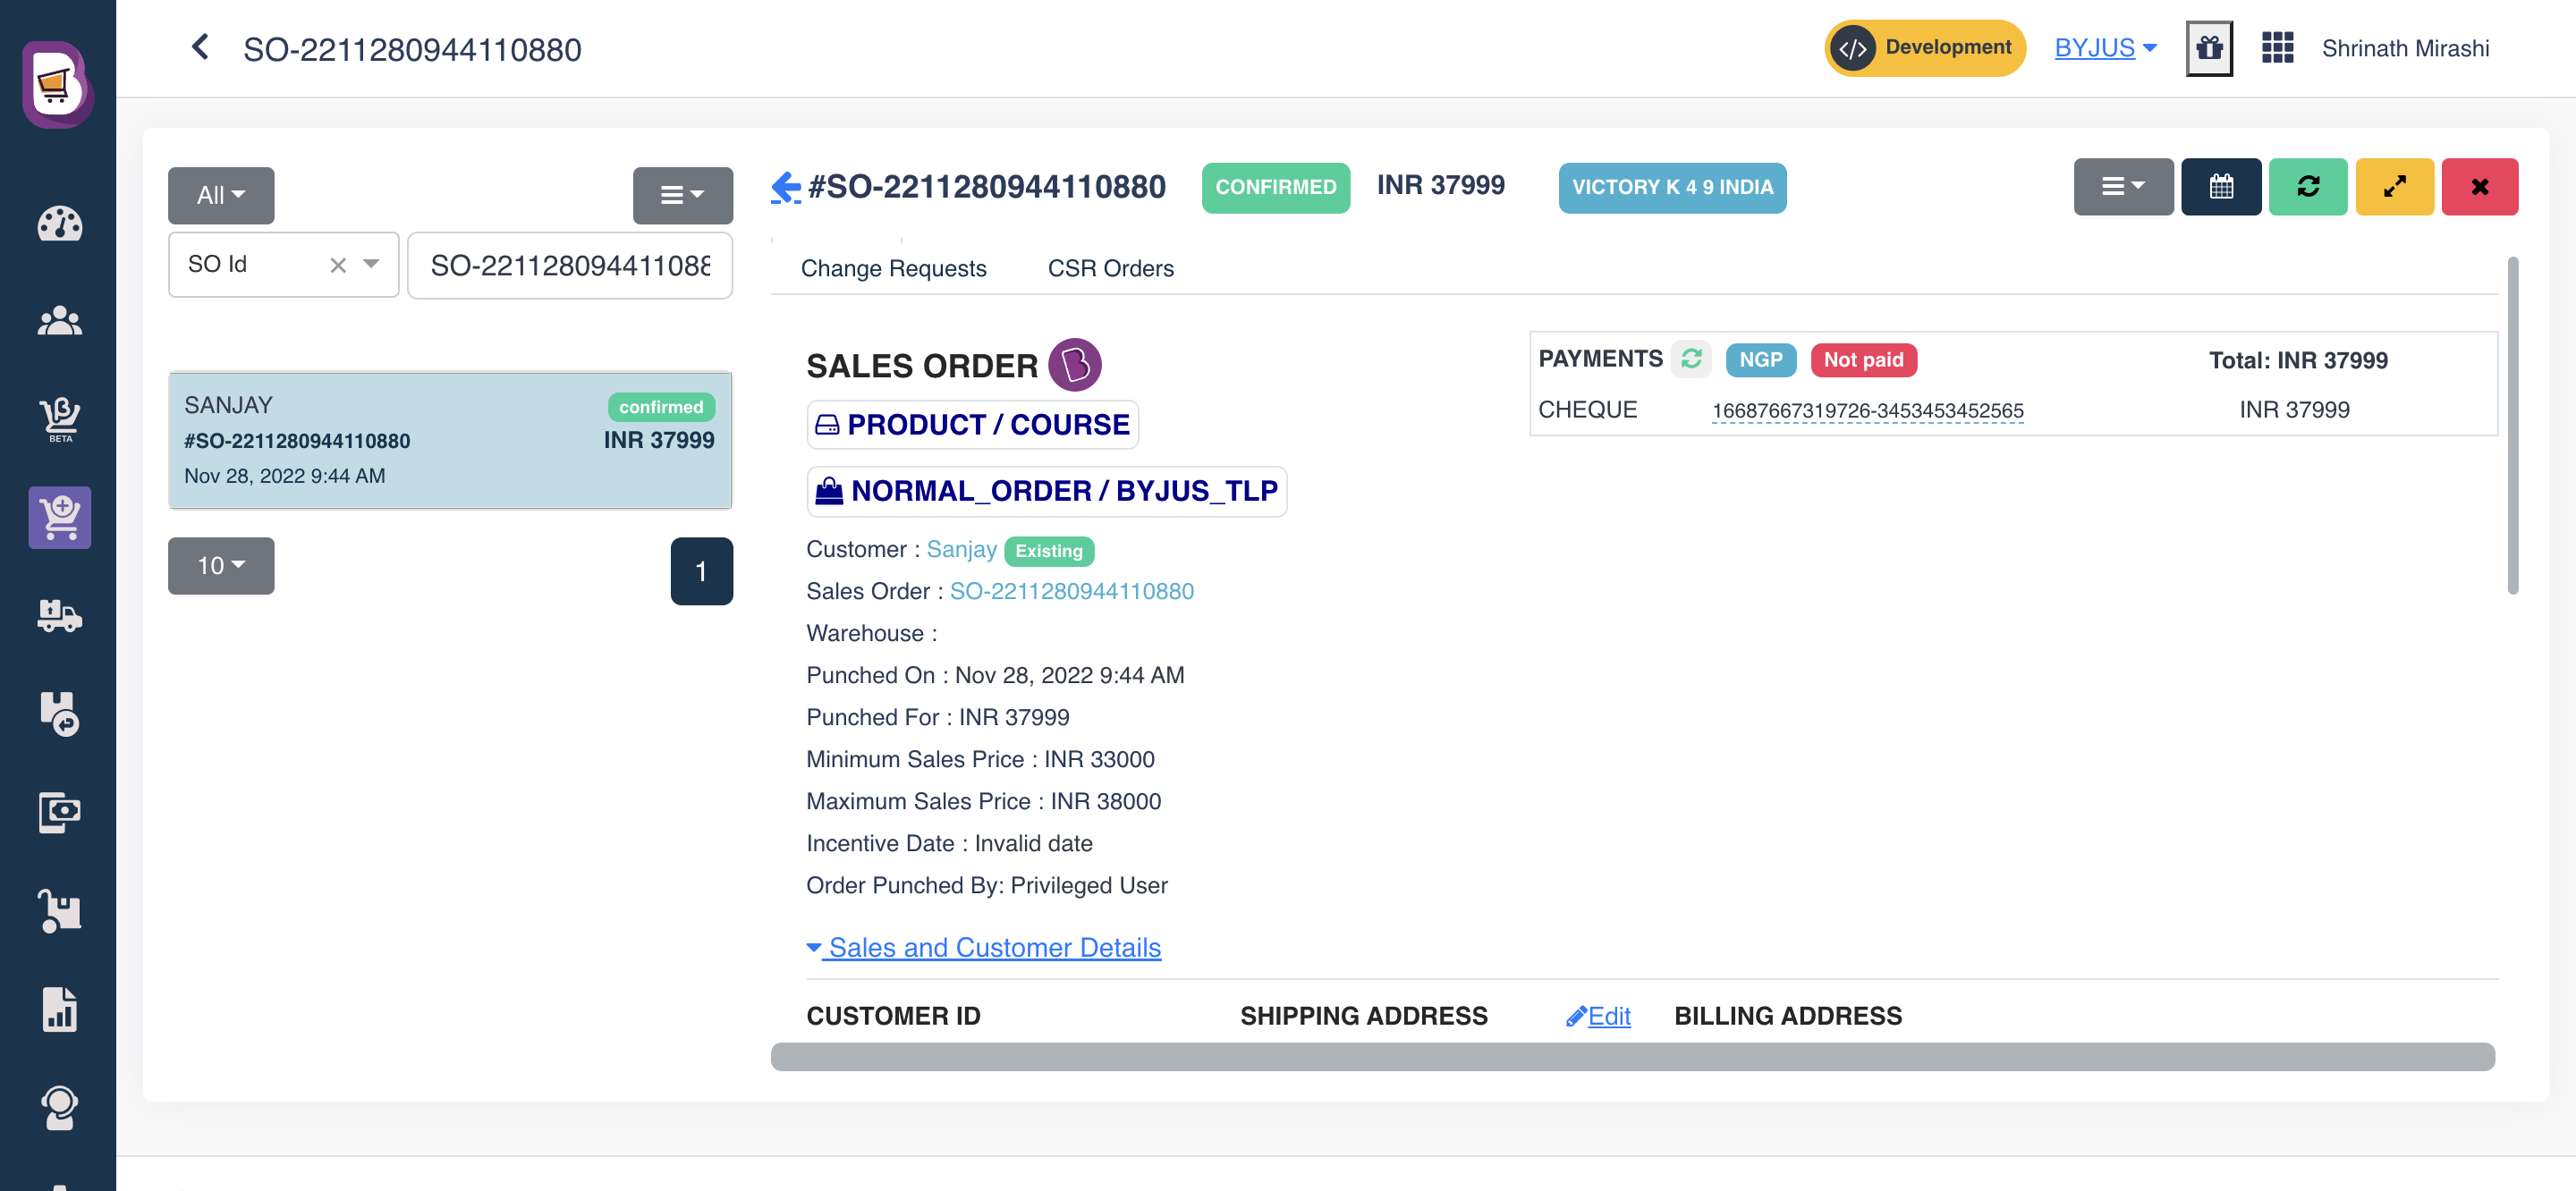 SO-2211280944110880
Development
BYJUS
Shrinath Mirashi
All
SO Id
SO-221128094411088
SANJAY
confirmed
#SO-2211280944110880
INR 37999
Nov 28, 2022 9:44 AM
10
1
#SO-2211280944110880
CONFIRMED
INR 37999
VICTORY K 4 9 INDIA
Change Requests
CSR Orders
SALES ORDER
PRODUCT / COURSE
NORMAL_ORDER / BYJUS_TLP
Customer : Sanjay Existing
Sales Order : SO-2211280944110880
Warehouse :
Punched On : Nov 28, 2022 9:44 AM
Punched For : INR 37999
Minimum Sales Price : INR 33000
Maximum Sales Price : INR 38000
Incentive Date : Invalid date
Order Punched By: Privileged User
PAYMENTS NGP Not paid Total: INR 37999
CHEQUE 16687667319726-3453453452565 INR 37999
Sales and Customer Details
CUSTOMER ID
SHIPPING ADDRESS
Edit
BILLING ADDRESS
BETA